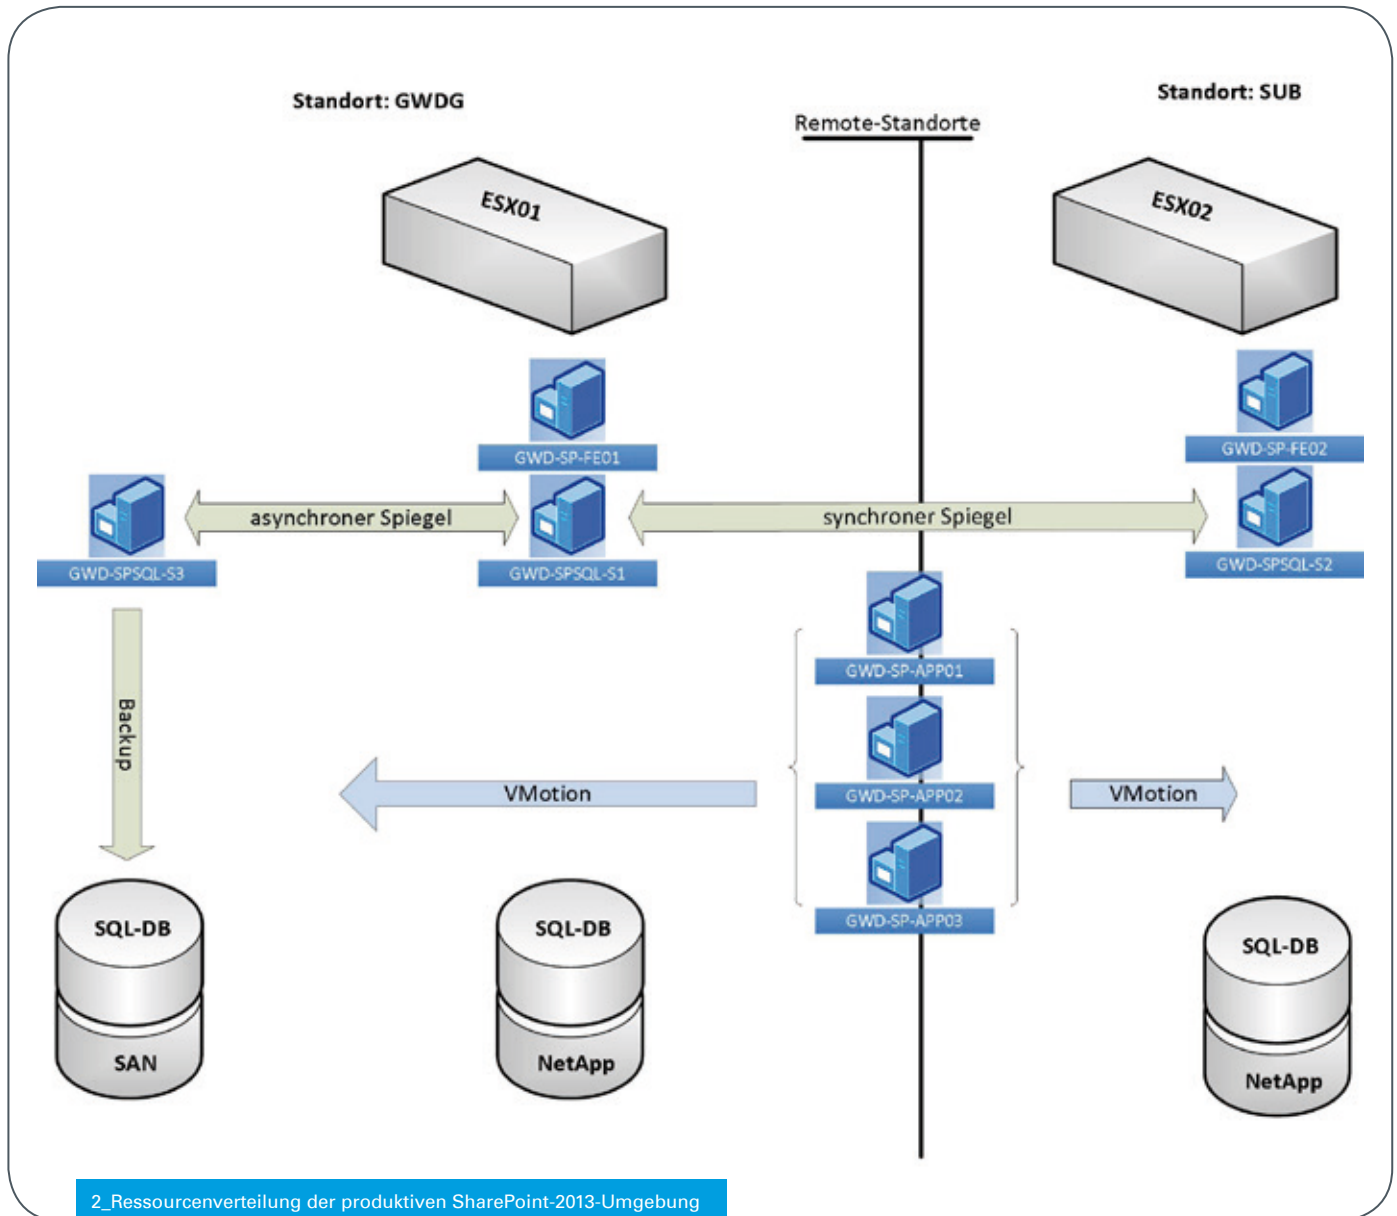 Standort: GWDG
Standort: SUB
Remote-Standorte
ESX01
ESX02
GWD-SP-FE01
GWD-SP-FE02
asynchroner Spiegel
synchroner Spiegel
GWD-SPSQL-S3
GWD-SPSQL-S1
GWD-SPSQL-S2
GWD-SP-APP01
Backup
GWD-SP-APP02
VMotion
VMotion
GWD-SP-APP03
SQL-DB
SAN
SQL-DB
NetApp
SQL-DB
NetApp
2_Ressourcenverteilung der produktiven SharePoint-2013-Umgebung